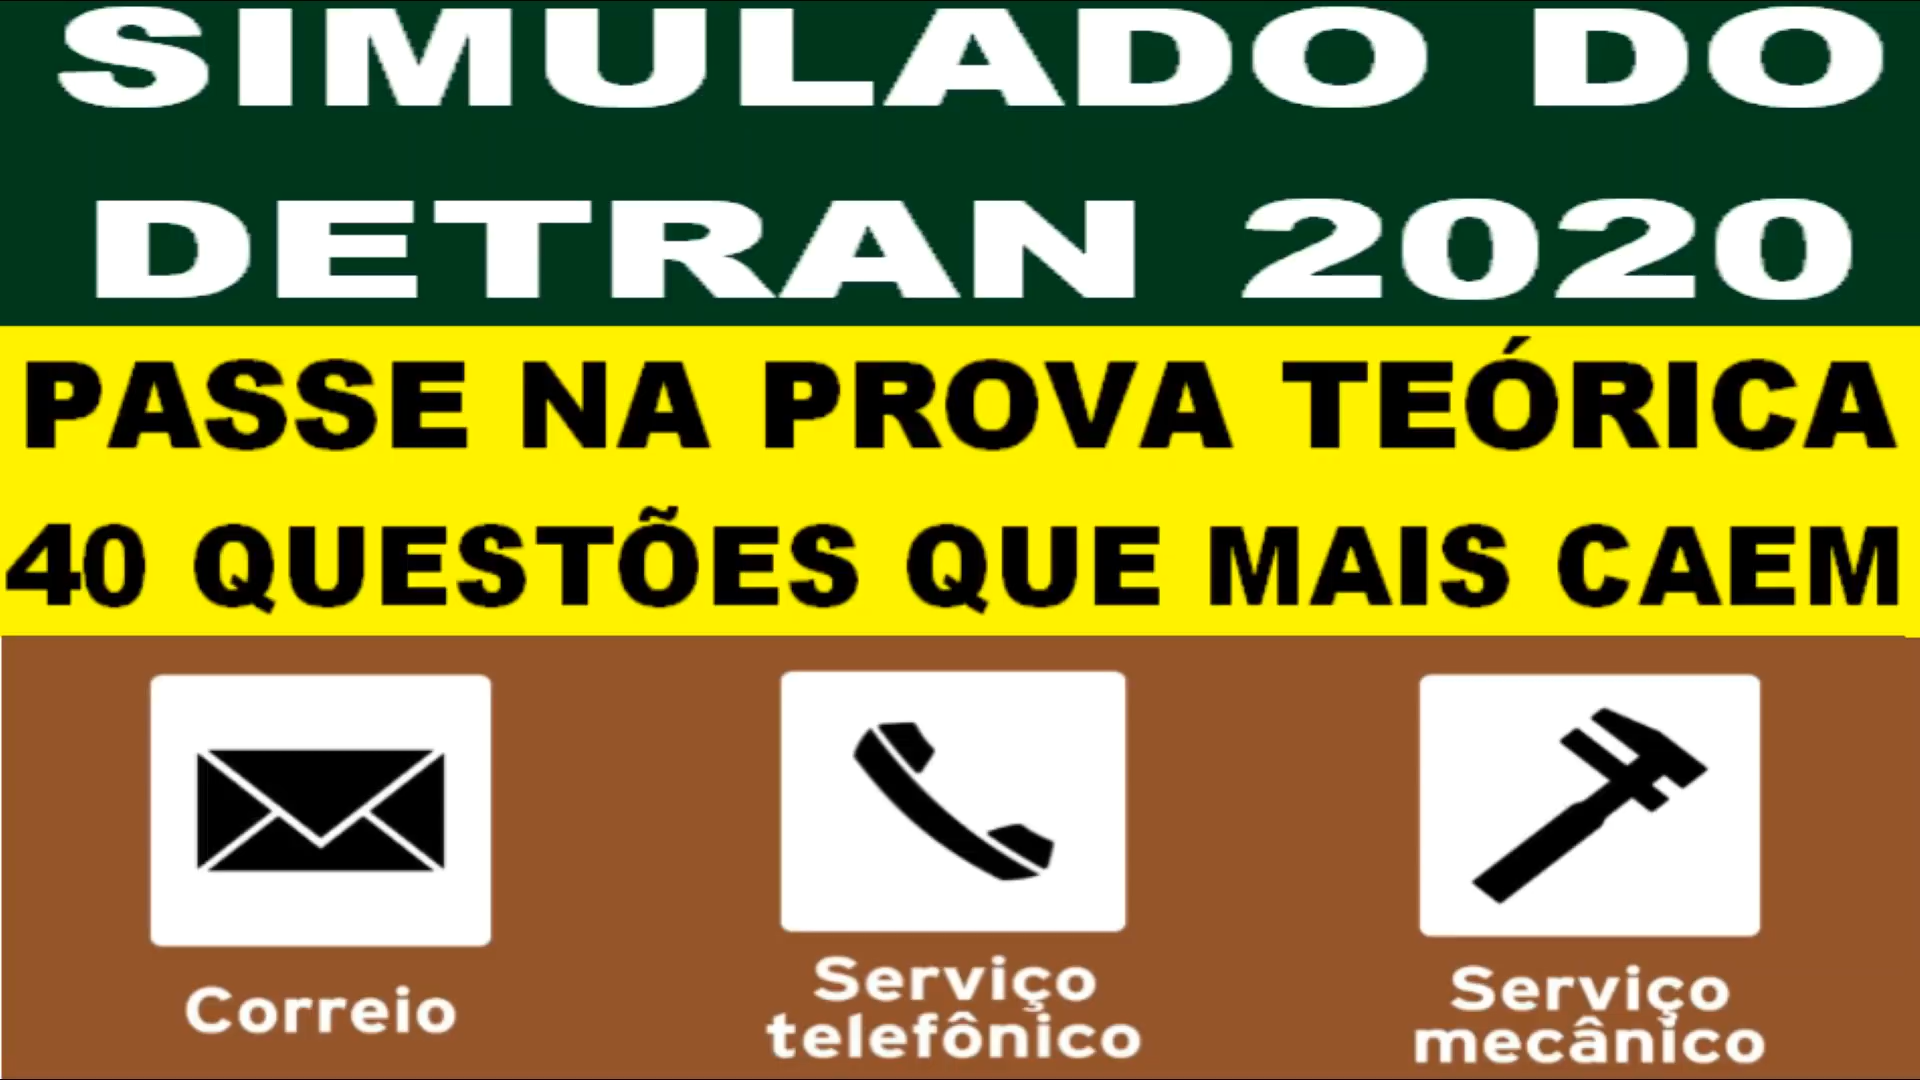 SIMULADO DO
DETRAN 2020
PASSE NA PROVA TEÓRICA
40 QUESTÕES QUE MAIS CAEM
Correio
Serviço
telefônico
Serviço
mecânico